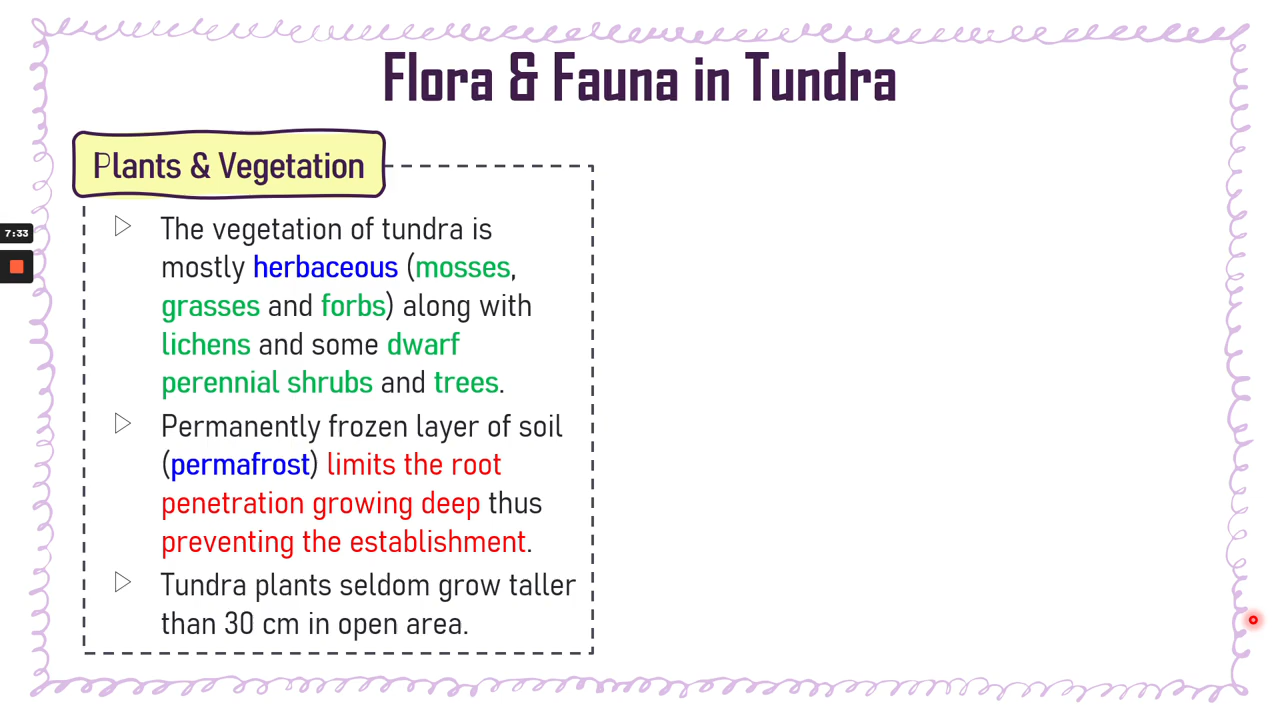 Flora & Fauna in Tundra
Plants & Vegetation
The vegetation of tundra is
mostly herbaceous (mosses,
grasses and forbs) along with
lichens and some dwarf
perennial shrubs and trees.
Permanently frozen layer of soil
(permafrost) limits the root
penetration growing deep thus
preventing the establishment.
Tundra plants seldom grow taller
than 30 cm in open area.
7:33